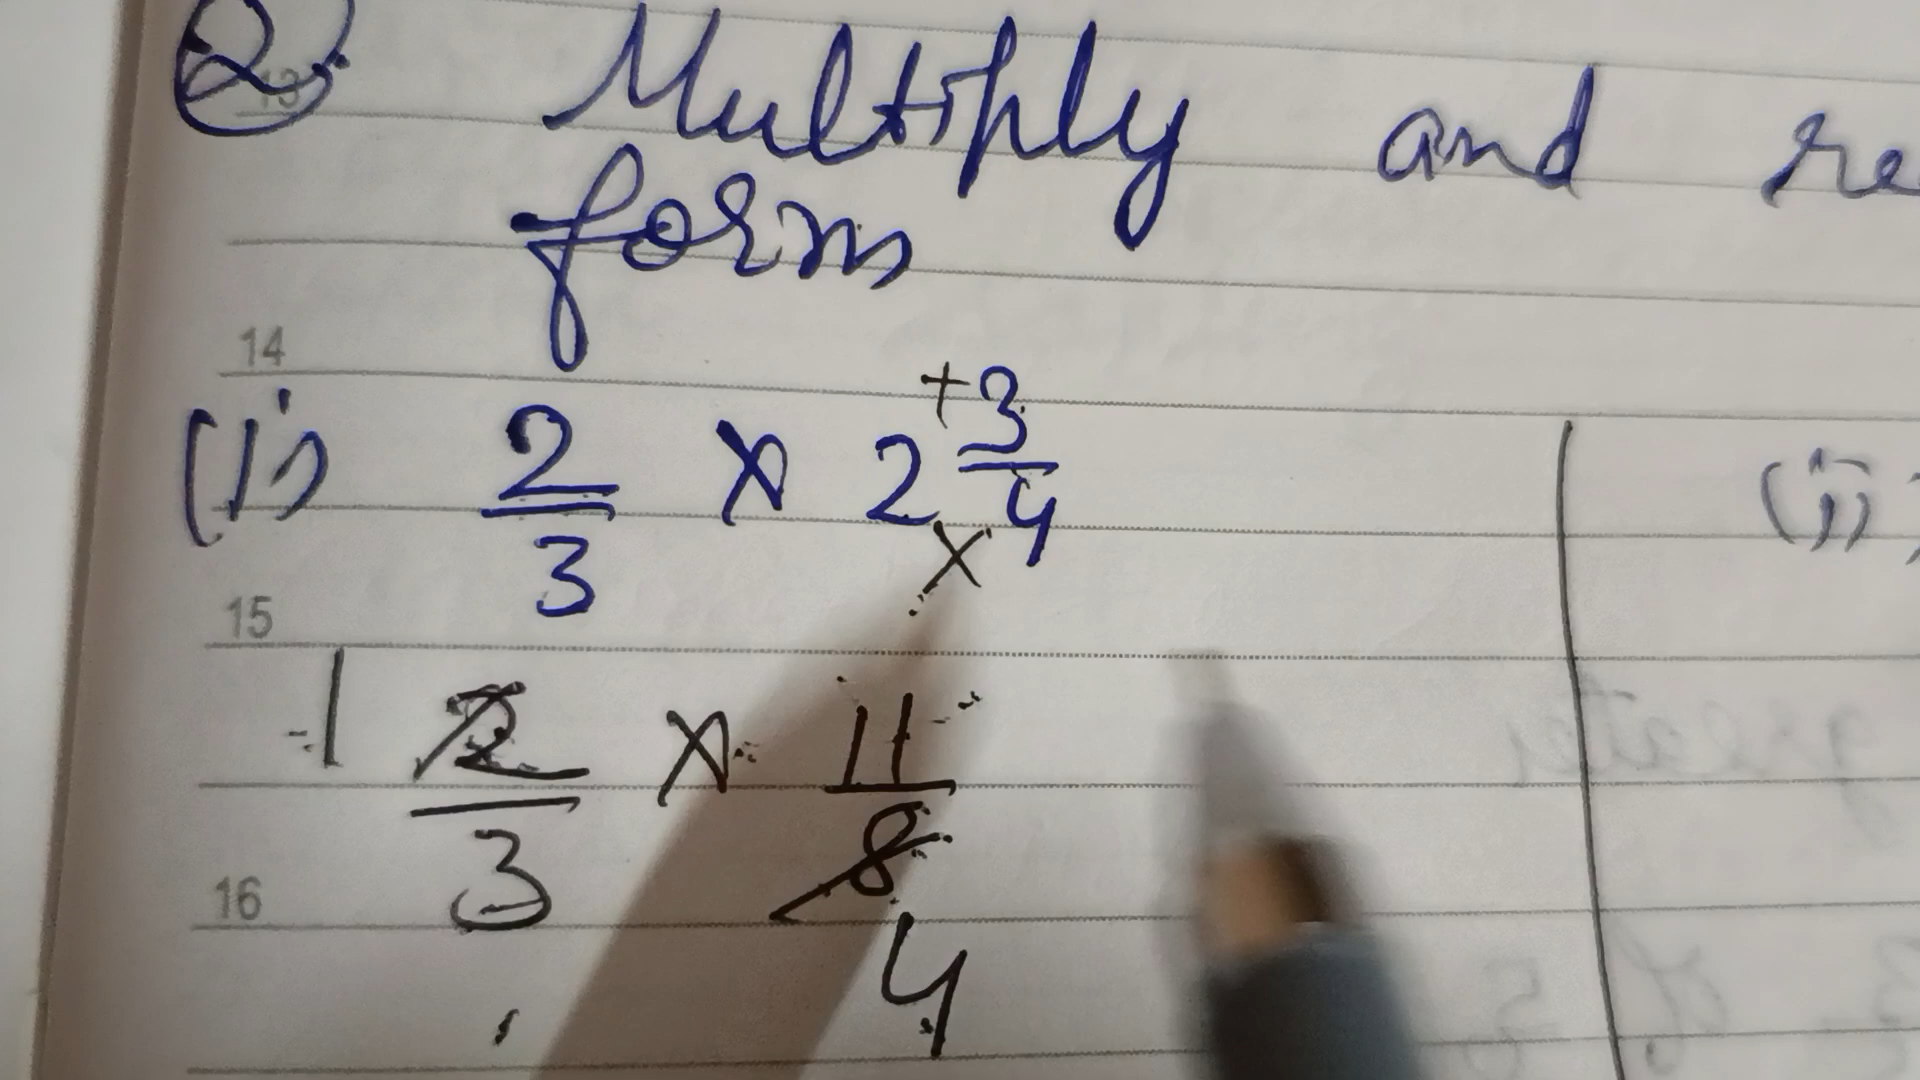 Q. Multiply and re
form
14
(i) 2/3 × 2 +3/4 ×
(ii)
15
1 2/3 × 11/8
16
4